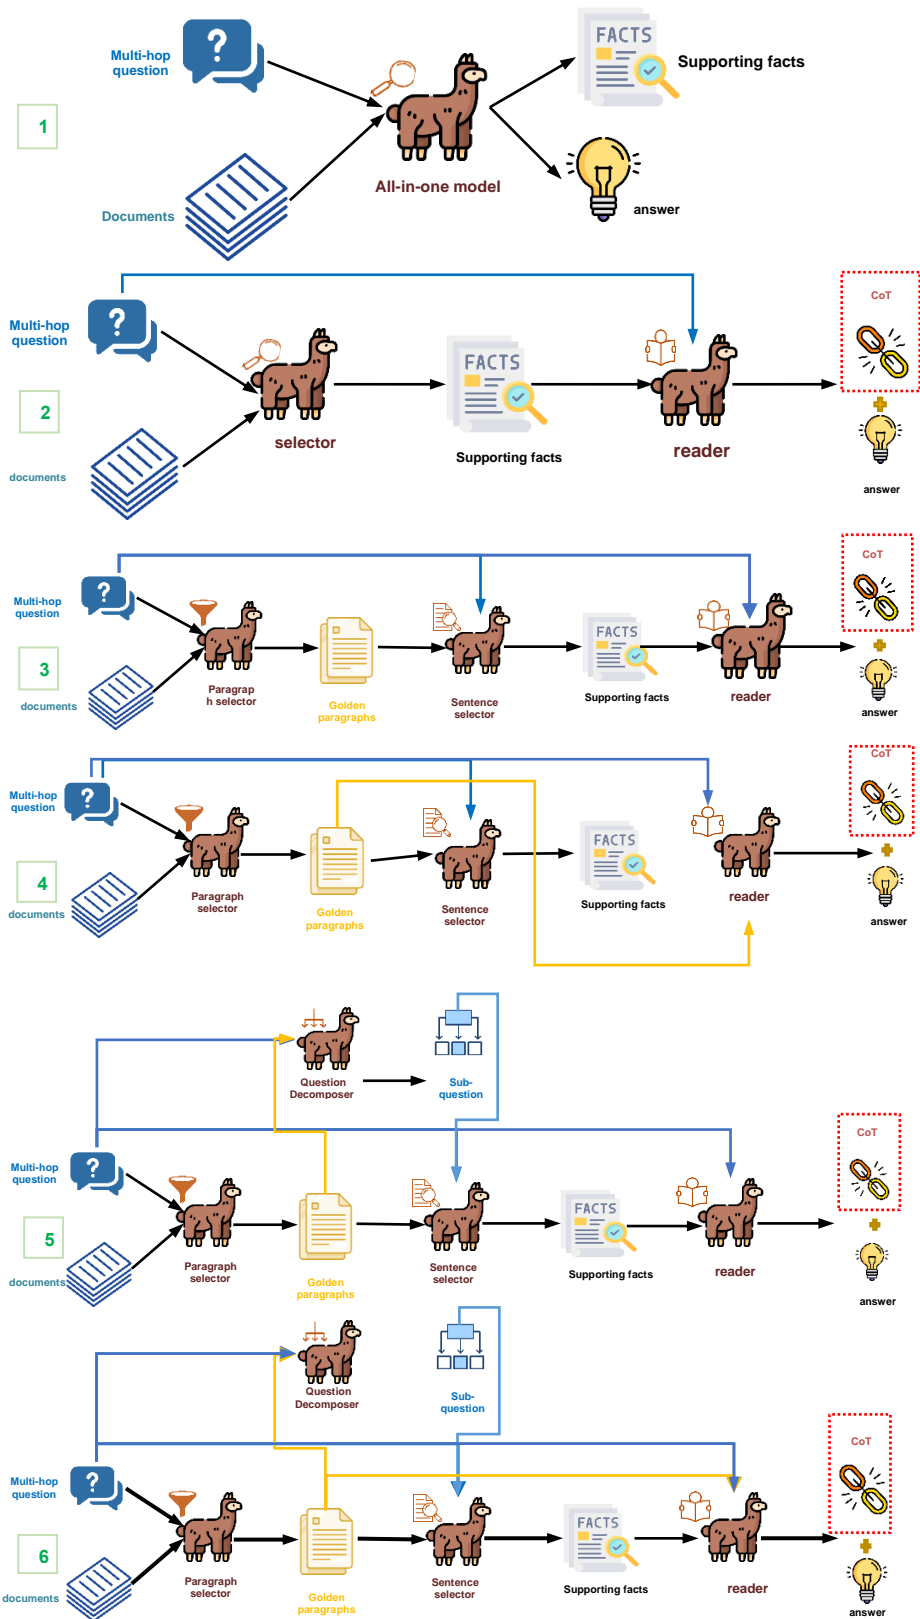 Multi-hop
question
?
FACTS
Supporting facts
1
All-in-one model
Documents
answer
Multi-hop
question
?
CoT
FACTS
2
selector
reader
documents
Supporting facts
answer
Multi-hop
question
?
CoT
FACTS
3
documents
Paragrap
h selector
Golden
paragraphs
Sentence
selector
Supporting facts
reader
answer
Multi-hop
question
?
CoT
FACTS
4
documents
Paragraph
selector
Golden
paragraphs
Sentence
selector
Supporting facts
reader
answer
Question
Decomposer
Sub-
question
Multi-hop
question
?
CoT
FACTS
5
documents
Paragraph
selector
Golden
paragraphs
Sentence
selector
Supporting facts
reader
answer
Question
Decomposer
Sub-
question
Multi-hop
question
?
CoT
FACTS
6
documents
Paragraph
selector
Golden
paragraphs
Sentence
selector
Supporting facts
reader
answer